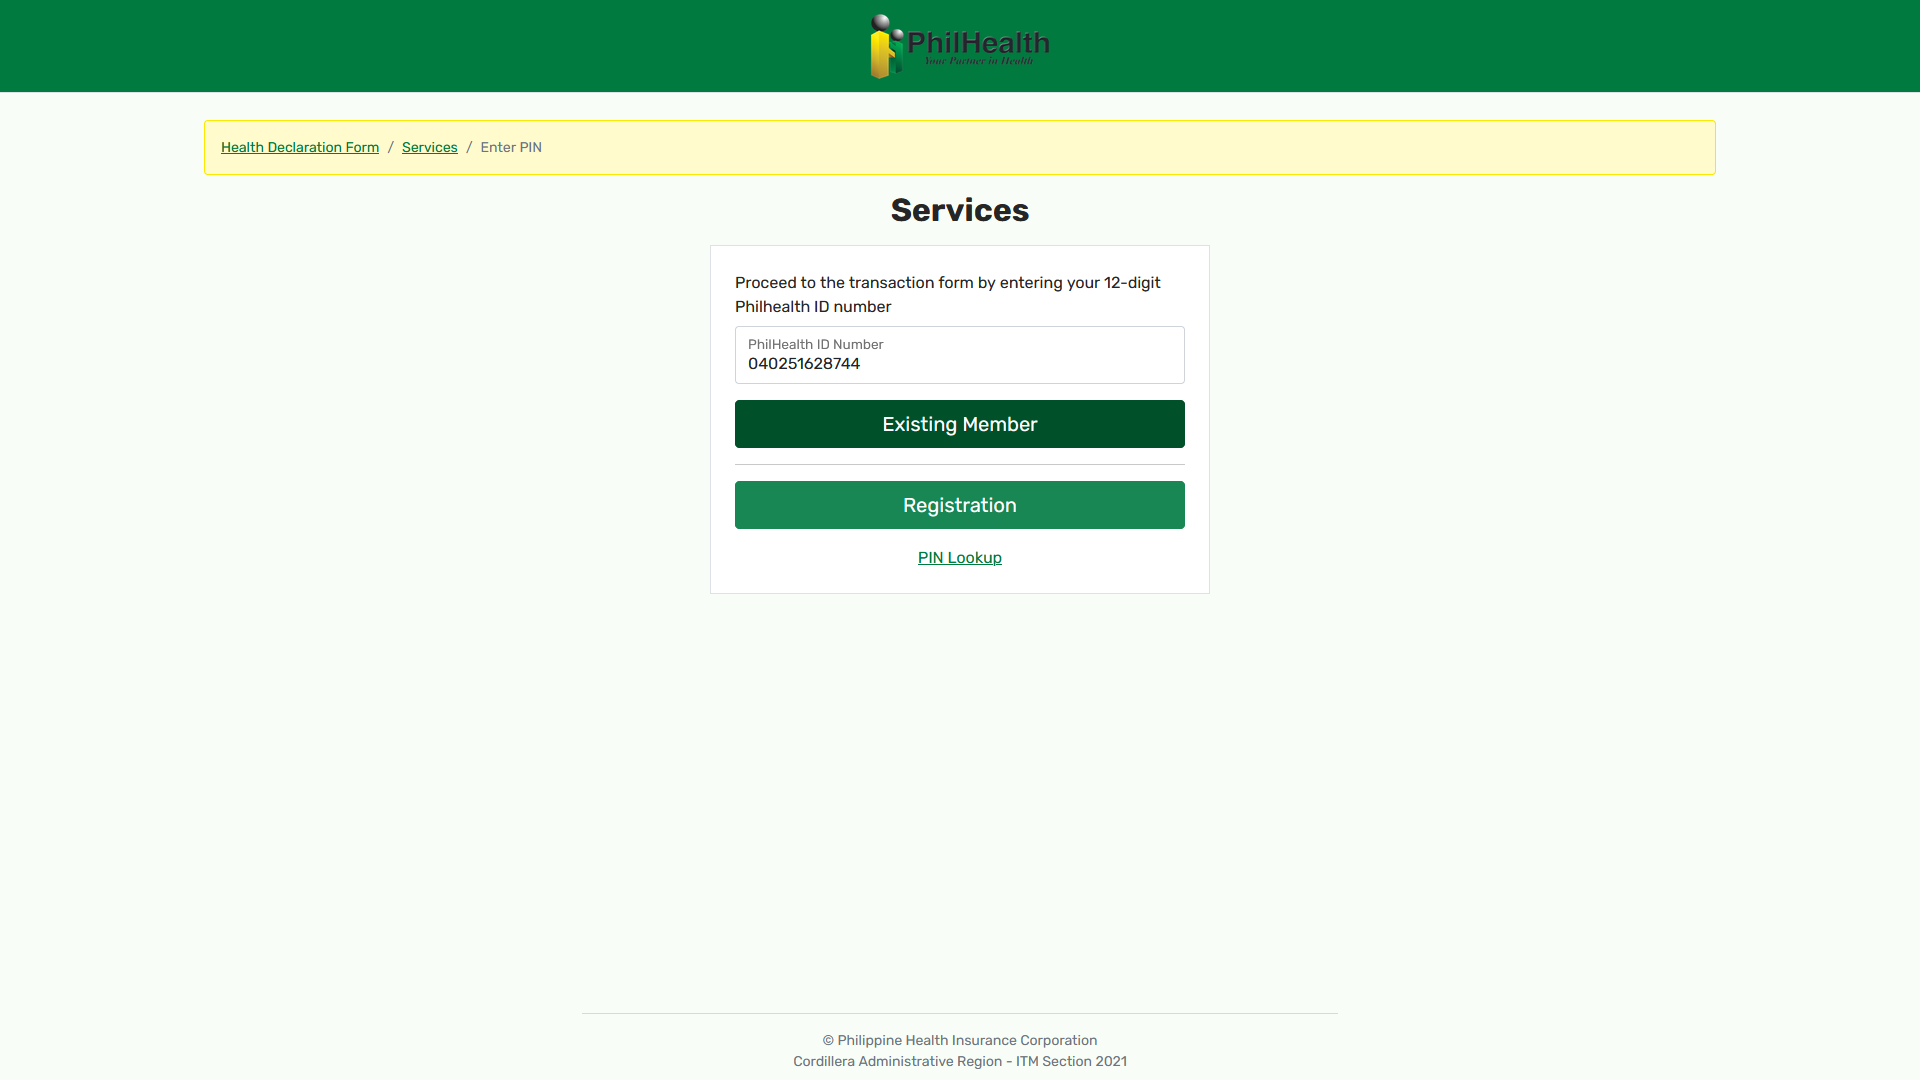 PhilHealth
Your Partner in Health
Health Declaration Form / Services / Enter PIN
Services
Proceed to the transaction form by entering your 12-digit
Philhealth ID number
PhilHealth ID Number
040251628744
Existing Member
Registration
PIN Lookup
© Philippine Health Insurance Corporation
Cordillera Administrative Region - ITM Section 2021